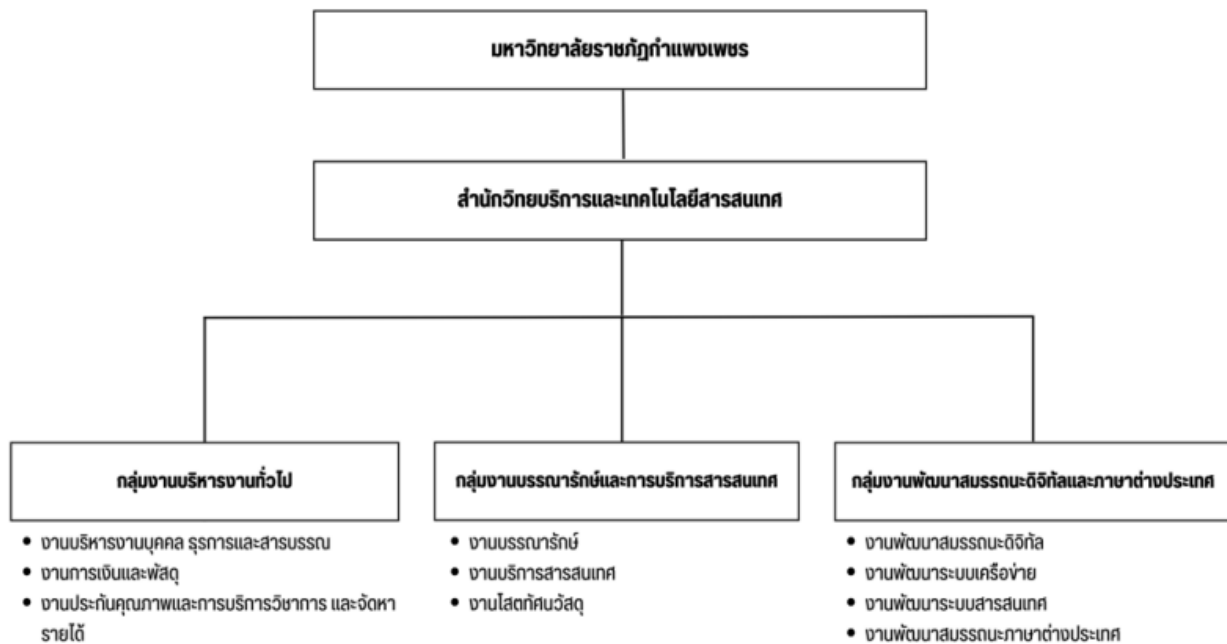 มหาวิทยาลัยราชภัฏกำแพงเพชร
สำนักวิทยบริการและเทคโนโลยีสารสนเทศ
กลุ่มงานบริหารงานทั่วไป
• งานบริหารงานบุคคล ธุรการและสารบรรณ
• งานการเงินและพัสดุ
• งานประกันคุณภาพและการบริการวิชาการ และจัดหา
รายได้
กลุ่มงานบรรณารักษ์และการบริการสารสนเทศ
• งานบรรณารักษ์
• งานบริการสารสนเทศ
• งานโสตทัศนวัสดุ
กลุ่มงานพัฒนาสมรรถนะดิจิทัลและภาษาต่างประเทศ
• งานพัฒนาสมรรถนะดิจิทัล
• งานพัฒนาระบบเครือข่าย
• งานพัฒนาระบบสารสนเทศ
• งานพัฒนาสมรรถนะภาษาต่างประเทศ